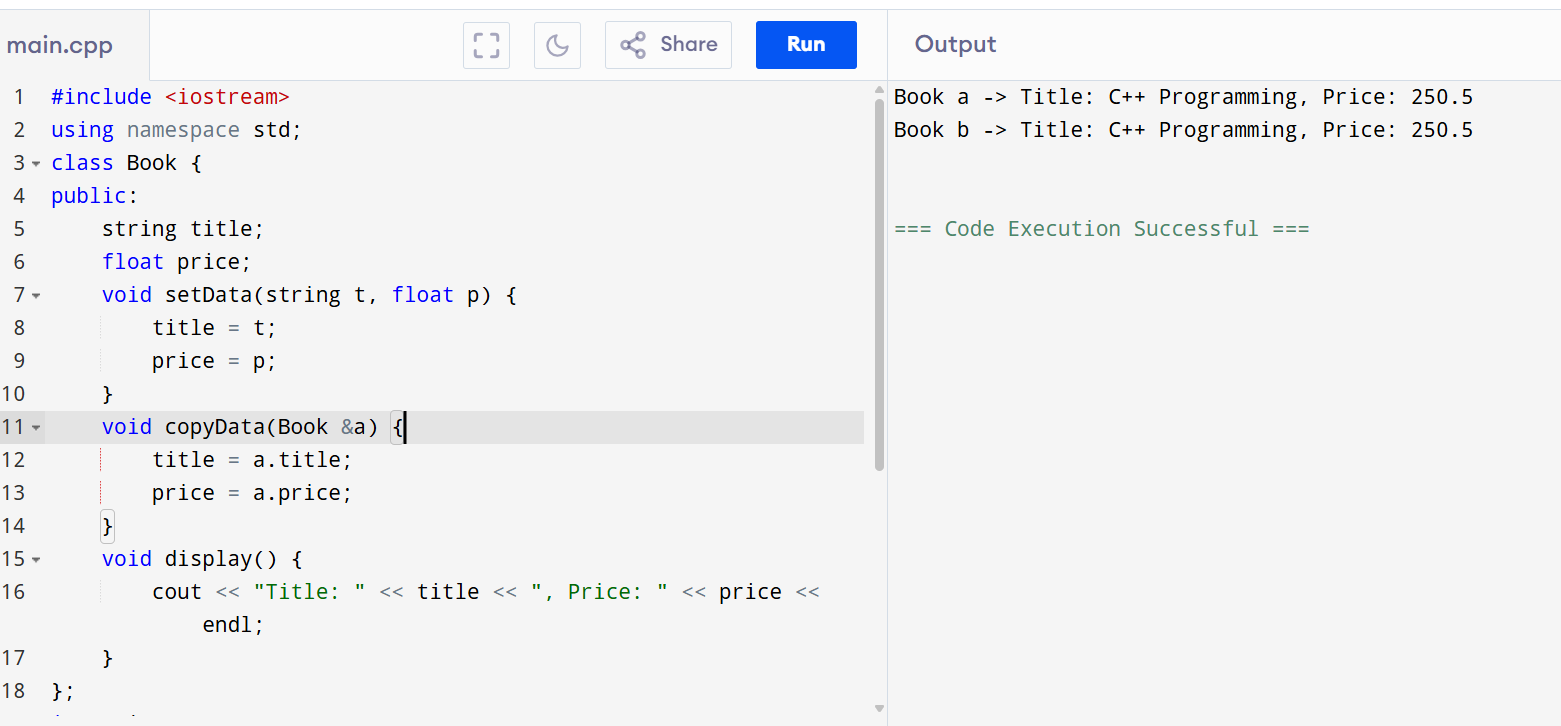 main.cpp
Share
Run
Output
1 #include <iostream>
2 using namespace std;
3 class Book {
4 public:
5     string title;
6     float price;
7     void setData(string t, float p) {
8         title = t;
9         price = p;
10     }
11     void copyData(Book &a) {
12         title = a.title;
13         price = a.price;
14     }
15     void display() {
16         cout << "Title: " << title << ", Price: " << price <<
            endl;
17     }
18 };
Book a -> Title: C++ Programming, Price: 250.5
Book b -> Title: C++ Programming, Price: 250.5
=== Code Execution Successful ===